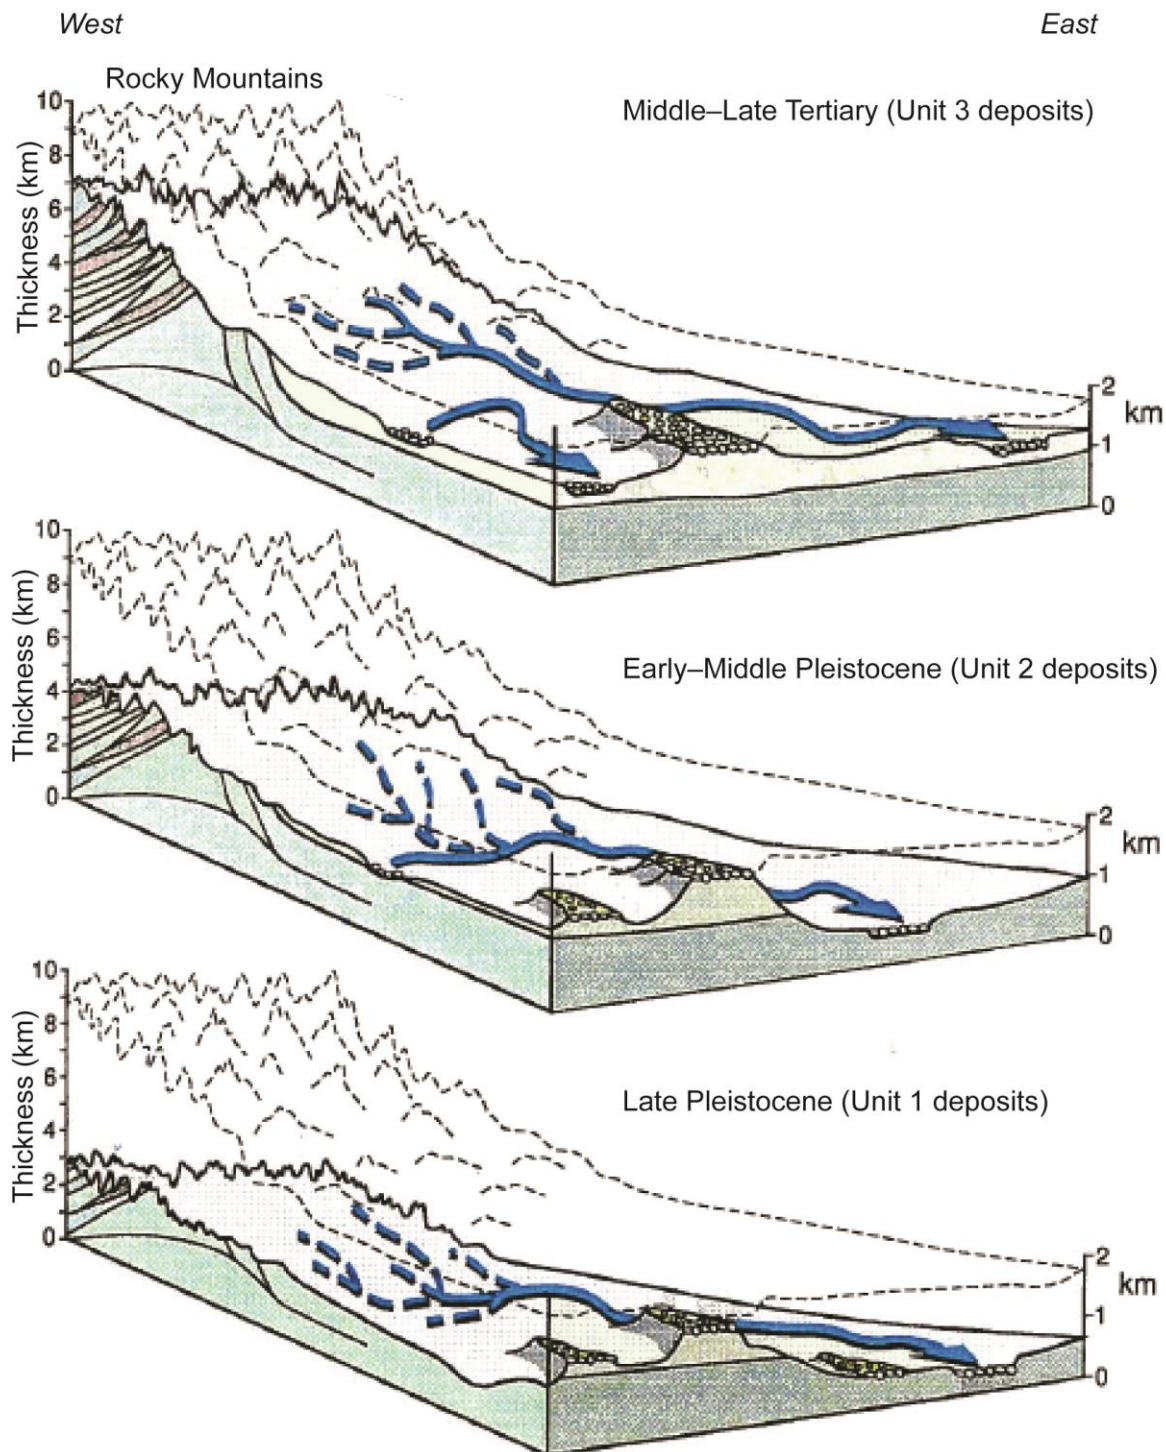 West
East
Rocky Mountains
Middle–Late Tertiary (Unit 3 deposits)
Thickness (km)
10
8
6
4
2
0
2
1
0
km
Early–Middle Pleistocene (Unit 2 deposits)
Thickness (km)
10
8
6
4
2
0
2
1
0
km
Late Pleistocene (Unit 1 deposits)
Thickness (km)
10
8
6
4
2
0
2
1
0
km